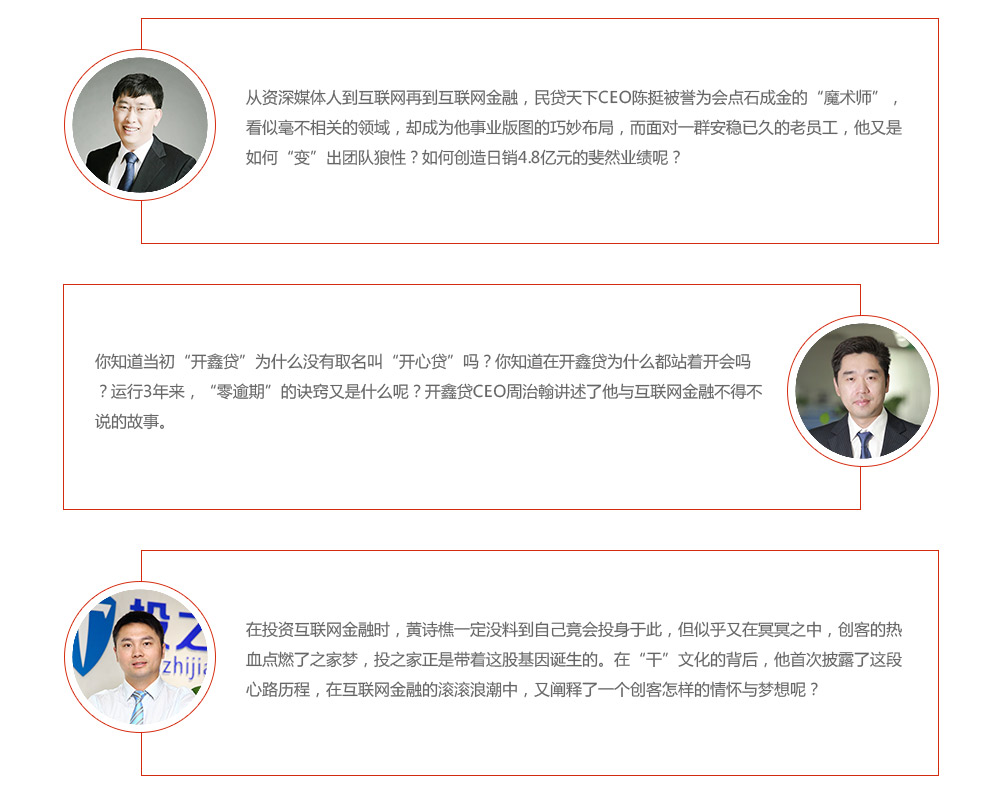 从资深媒体人到互联网再到互联网金融，民贷天下CEO陈挺被誉为会点石成金的“魔术师”，
看似毫不相关的领域，却成为他事业版图的巧妙布局，而面对一群安稳已久的老员工，他又是
如何“变”出团队狼性？如何创造日销4.8亿元的斐然业绩呢？
你知道当初“开鑫贷”为什么没有取名叫“开心贷”吗？你知道在开鑫贷为什么都站着开会吗
？运行3年来，“零逾期”的诀窍又是什么呢？开鑫贷CEO周治翰讲述了他与互联网金融不得不
说的故事。
投之
zhijia
在投资互联网金融时，黄诗樵一定没料到自己竟会投身于此，但似乎又在冥冥之中，创客的热
血点燃了之家梦，投之家正是带着这股基因诞生的。在“干”文化的背后，他首次披露了这段
心路历程，在互联网金融的滚滚浪潮中，又阐释了一个创客怎样的情怀与梦想呢？